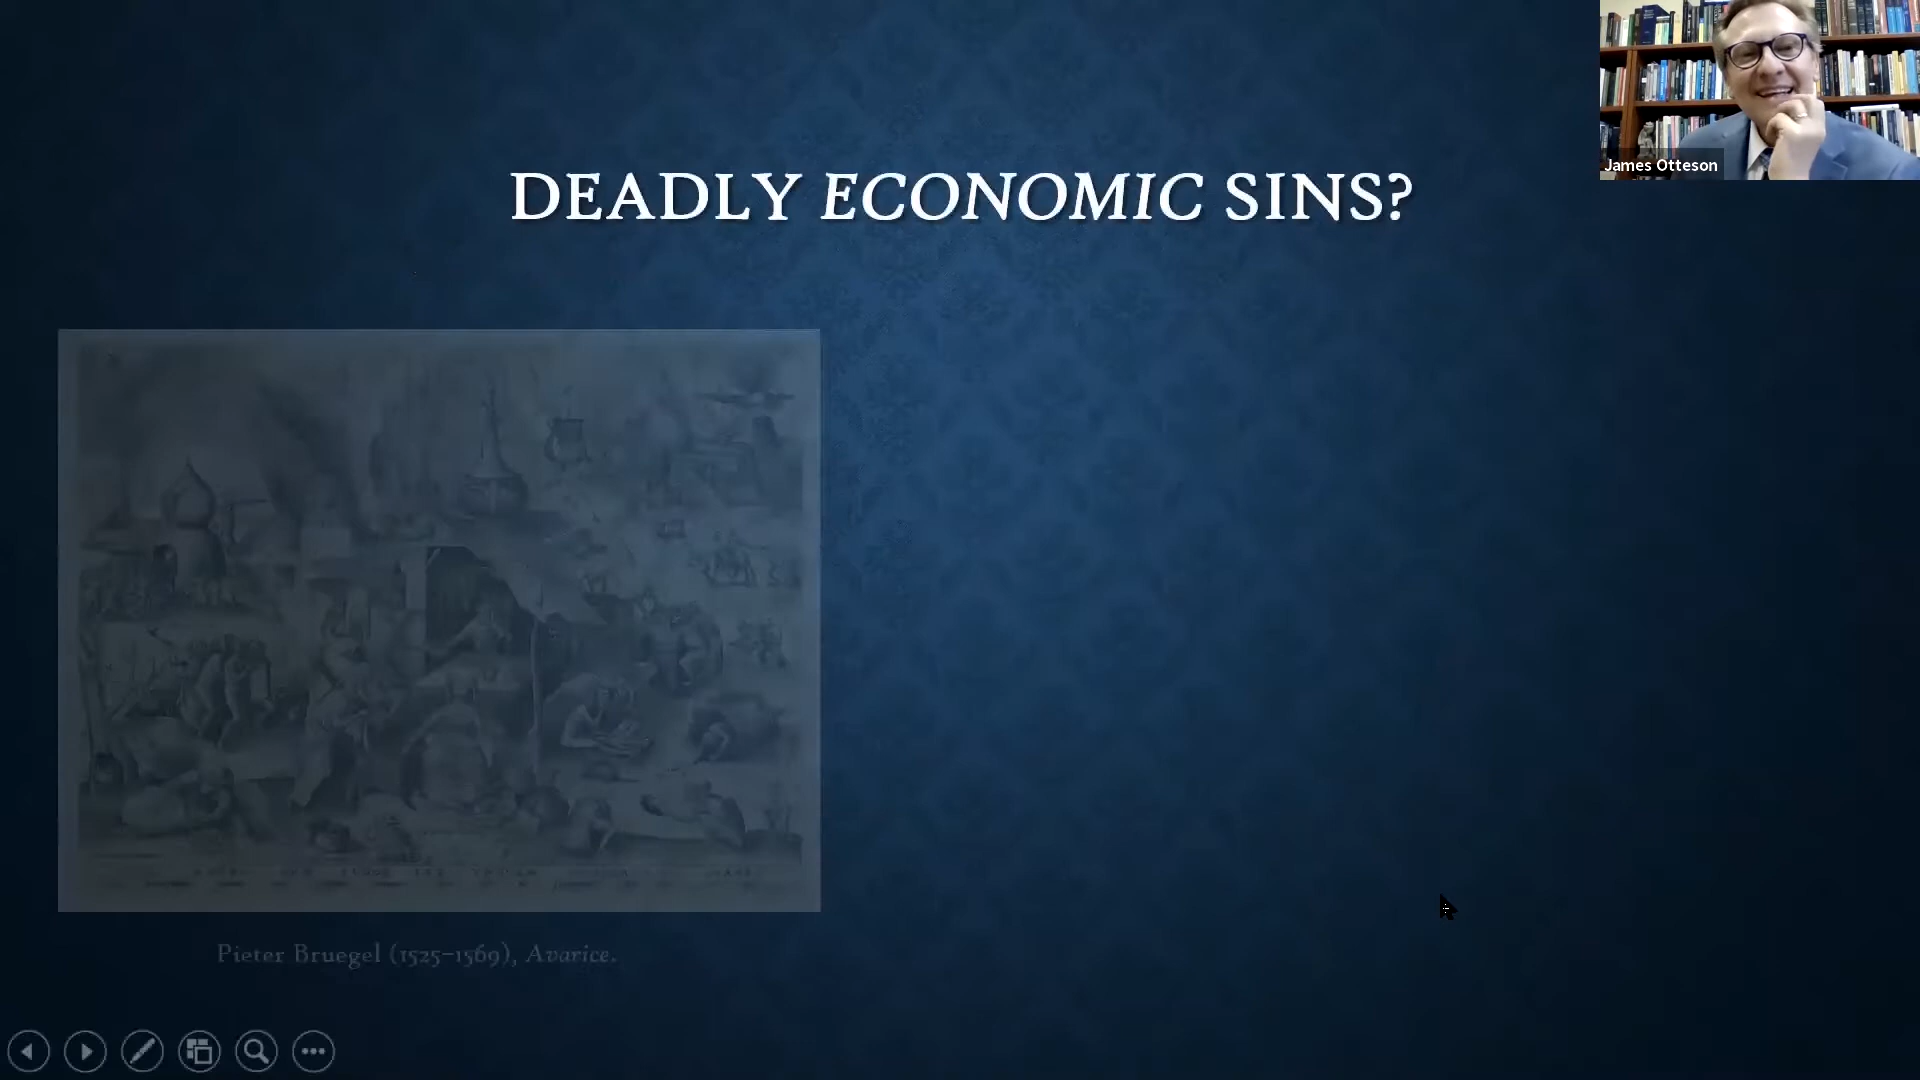 DEADLY ECONOMIC SINS?
James Otteson
Pieter Bruegel (1525–1569), Avarice.